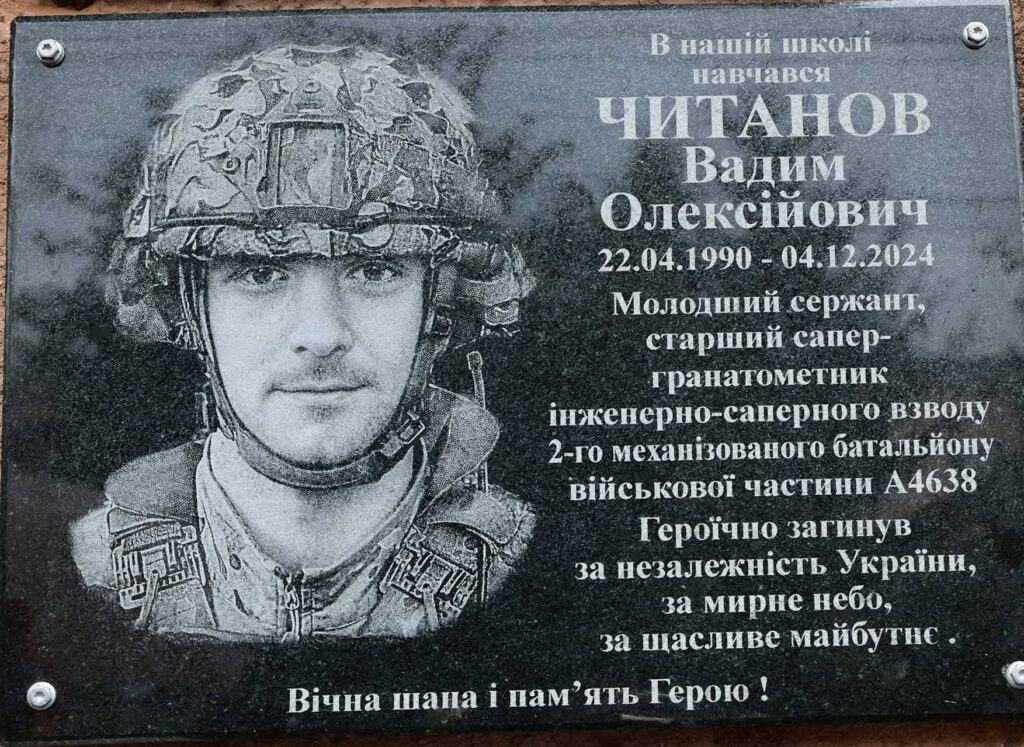 В нашій школі
навчався
ЧИТАНОВ
Вадим
Олексійович
22.04.1990 - 04.12.2024
Молодший сержант,
старший сапер-
гранатометник
інженерно-саперного взводу
2-го механізованого батальйону
військової частини А4638
Героїчно загинув
за незалежність України,
за мирне небо,
за щасливе майбутнє .
Вічна шана і пам’ять Герою !